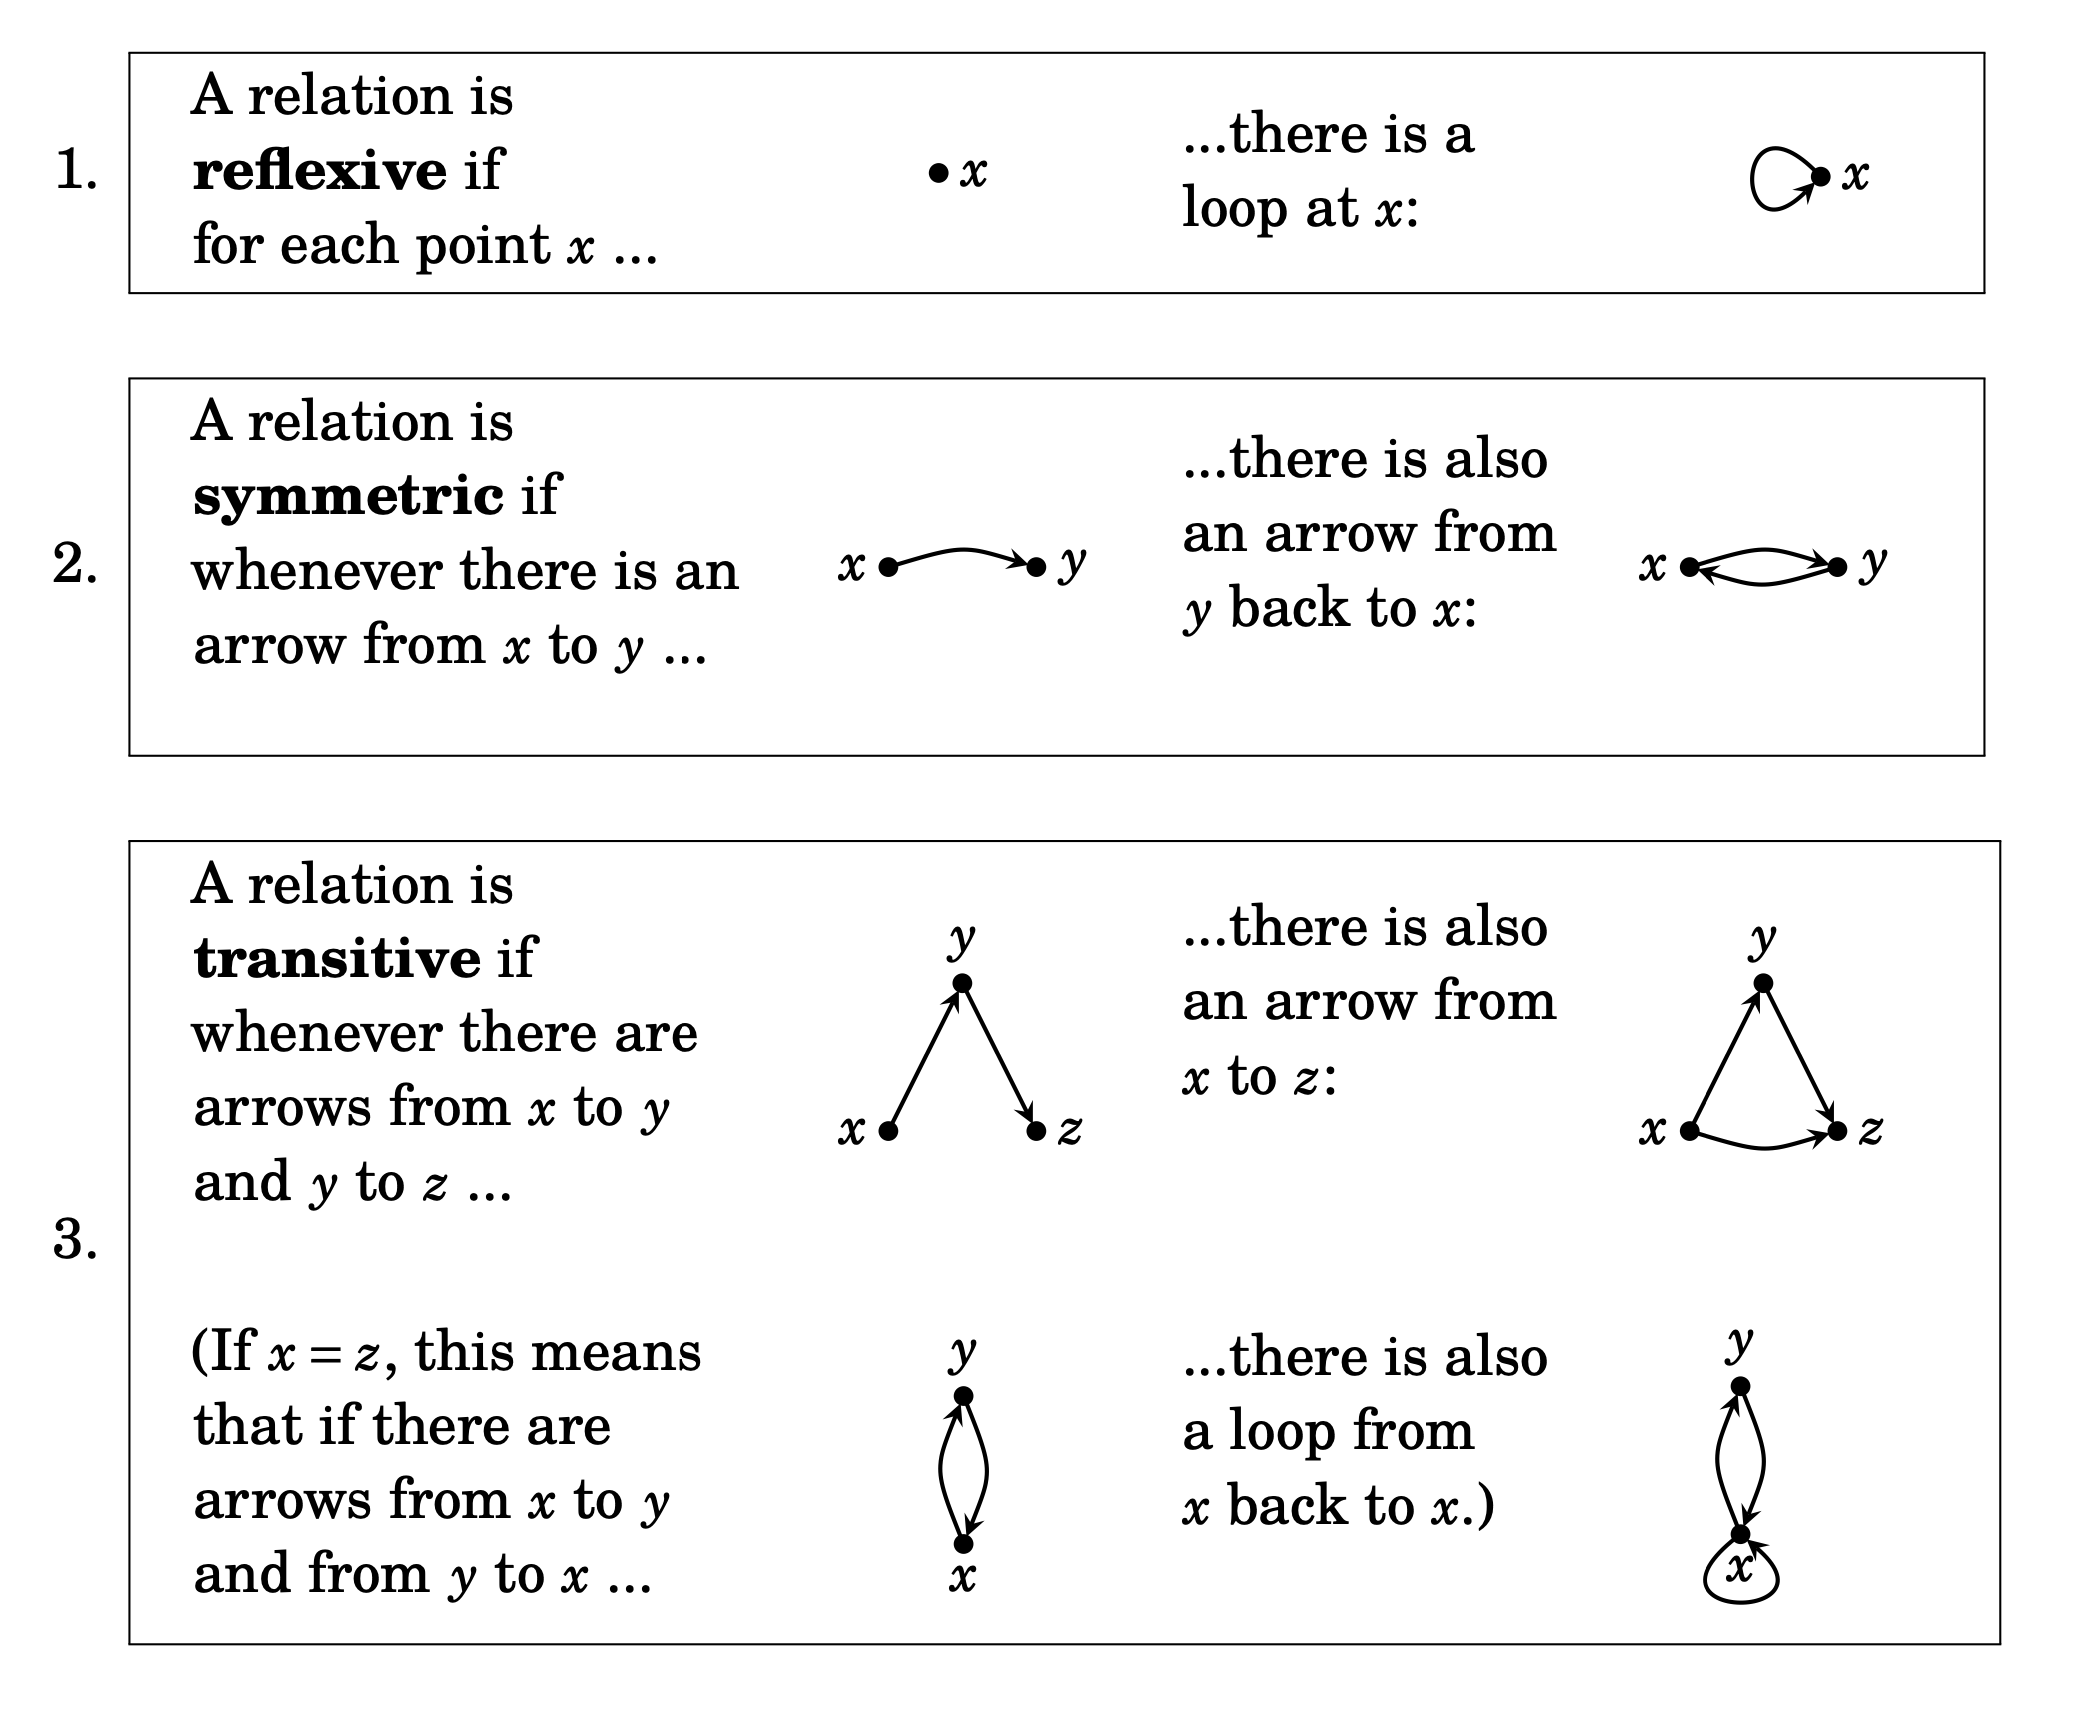 1.
A relation is
reflexive if
for each point x ...
x
...there is a
loop at x:
x
2.
A relation is
symmetric if
whenever there is an
arrow from x to y ...
x y
...there is also
an arrow from
y back to x:
x y
3.
A relation is
transitive if
whenever there are
arrows from x to y
and y to z ...
y
x z
...there is also
an arrow from
x to z:
y
x z
(If x = z, this means
that if there are
arrows from x to y
and from y to x ...
y
x
...there is also
a loop from
x back to x.)
y
x